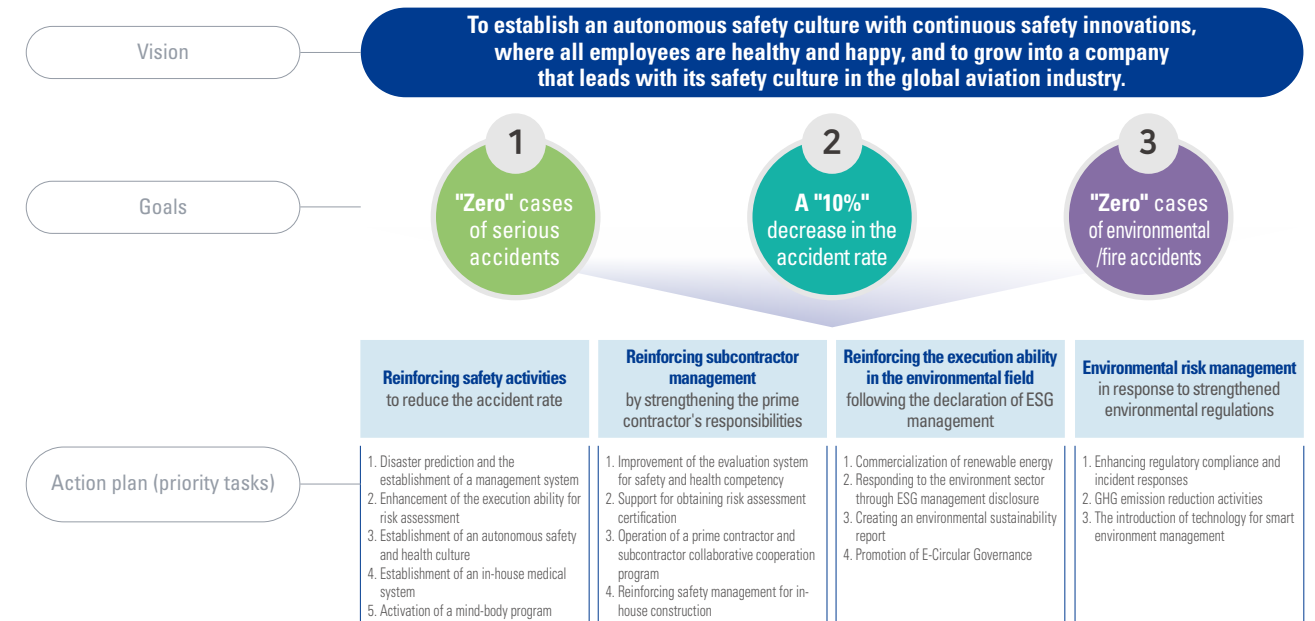 Vision
To establish an autonomous safety culture with continuous safety innovations,
where all employees are healthy and happy, and to grow into a company
that leads with its safety culture in the global aviation industry.
Goals
1
"Zero" cases
of serious
accidents
2
A "10%"
decrease in the
accident rate
3
"Zero" cases
of environmental
/fire accidents
Action plan (priority tasks)
Reinforcing safety activities
to reduce the accident rate
1. Disaster prediction and the
establishment of a management system
2. Enhancement of the execution ability for
risk assessment
3. Establishment of an autonomous safety
and health culture
4. Establishment of an in-house medical
system
5. Activation of a mind-body program
Reinforcing subcontractor
management
by strengthening the prime
contractor's responsibilities
1. Improvement of the evaluation system
for safety and health competency
2. Support for obtaining risk assessment
certification
3. Operation of a prime contractor and
subcontractor collaborative cooperation
program
4. Reinforcing safety management for in-
house construction
Reinforcing the execution ability
in the environmental field
following the declaration of ESG
management
1. Commercialization of renewable energy
2. Responding to the environment sector
through ESG management disclosure
3. Creating an environmental sustainability
report
4. Promotion of E-Circular Governance
Environmental risk management
in response to strengthened
environmental regulations
1. Enhancing regulatory compliance and
incident responses
2. GHG emission reduction activities
3. The introduction of technology for smart
environment management